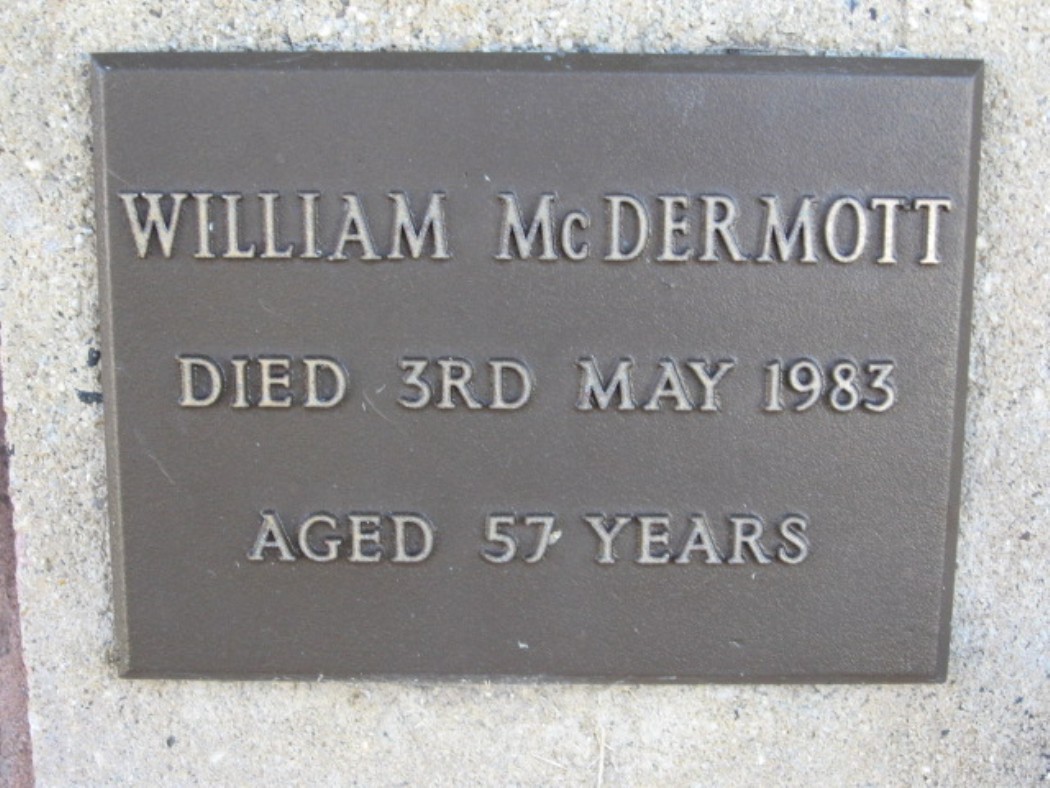 WILLIAM McDERMOTT
DIED 3RD MAY 1983
AGED 57 YEARS